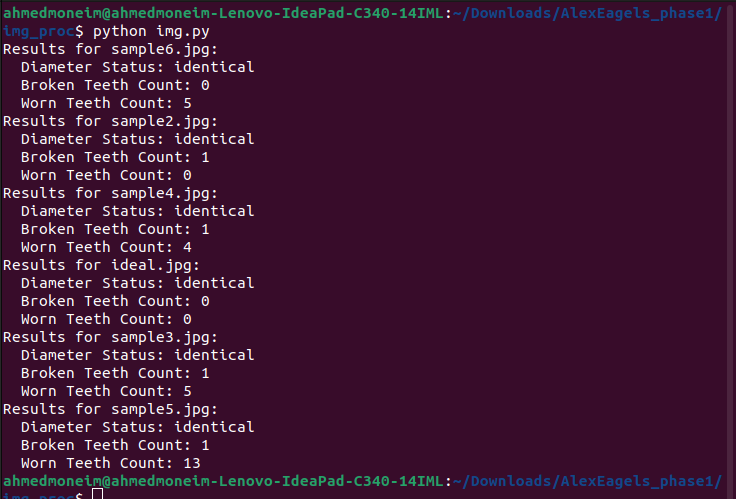 ahmedmoneim@ahmedmoneim-Lenovo-IdeaPad-C340-14IML:~/Downloads/AlexEagels_phase1/
img_proc$ python img.py
Results for sample6.jpg:
  Diameter Status: identical
  Broken Teeth Count: 0
  Worn Teeth Count: 5
Results for sample2.jpg:
  Diameter Status: identical
  Broken Teeth Count: 1
  Worn Teeth Count: 0
Results for sample4.jpg:
  Diameter Status: identical
  Broken Teeth Count: 1
  Worn Teeth Count: 4
Results for ideal.jpg:
  Diameter Status: identical
  Broken Teeth Count: 0
  Worn Teeth Count: 0
Results for sample3.jpg:
  Diameter Status: identical
  Broken Teeth Count: 1
  Worn Teeth Count: 5
Results for sample5.jpg:
  Diameter Status: identical
  Broken Teeth Count: 1
  Worn Teeth Count: 13
ahmedmoneim@ahmedmoneim-Lenovo-IdeaPad-C340-14IML:~/Downloads/AlexEagels_phase1/
img_proc$